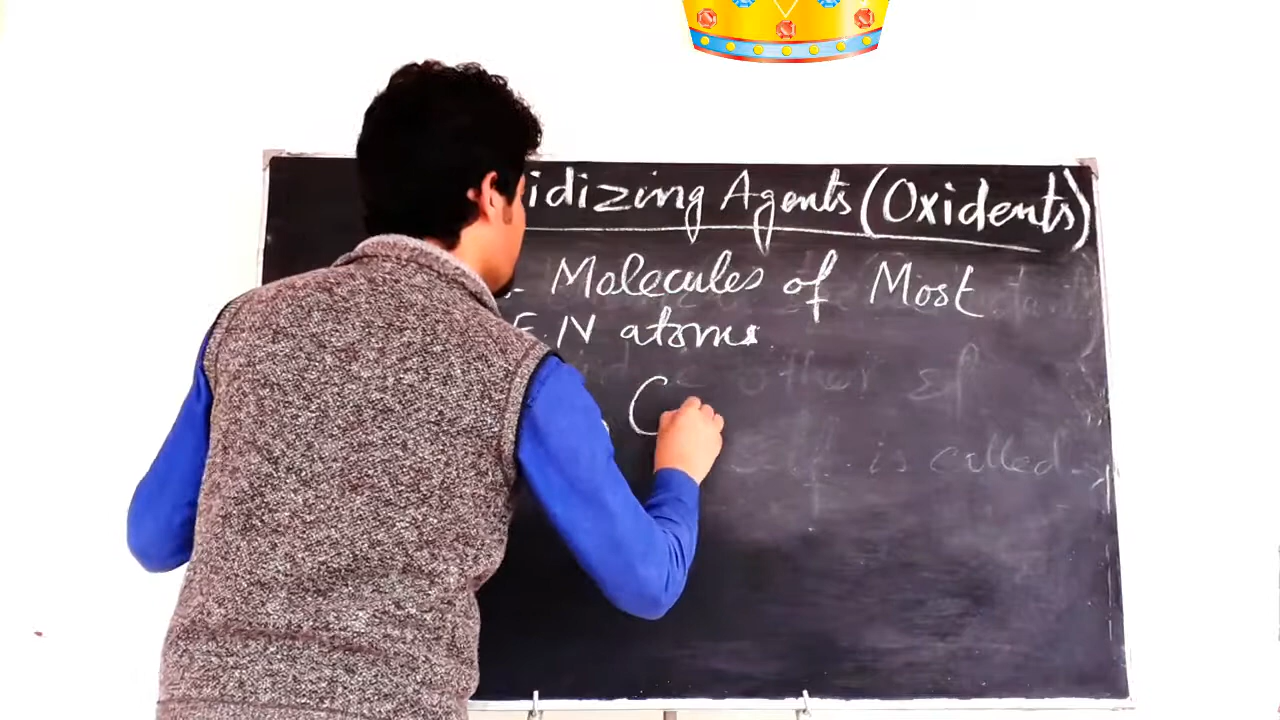 idizing Agents (Oxidents)
:- Molecules of Most
E.N atoms
C
other
is called